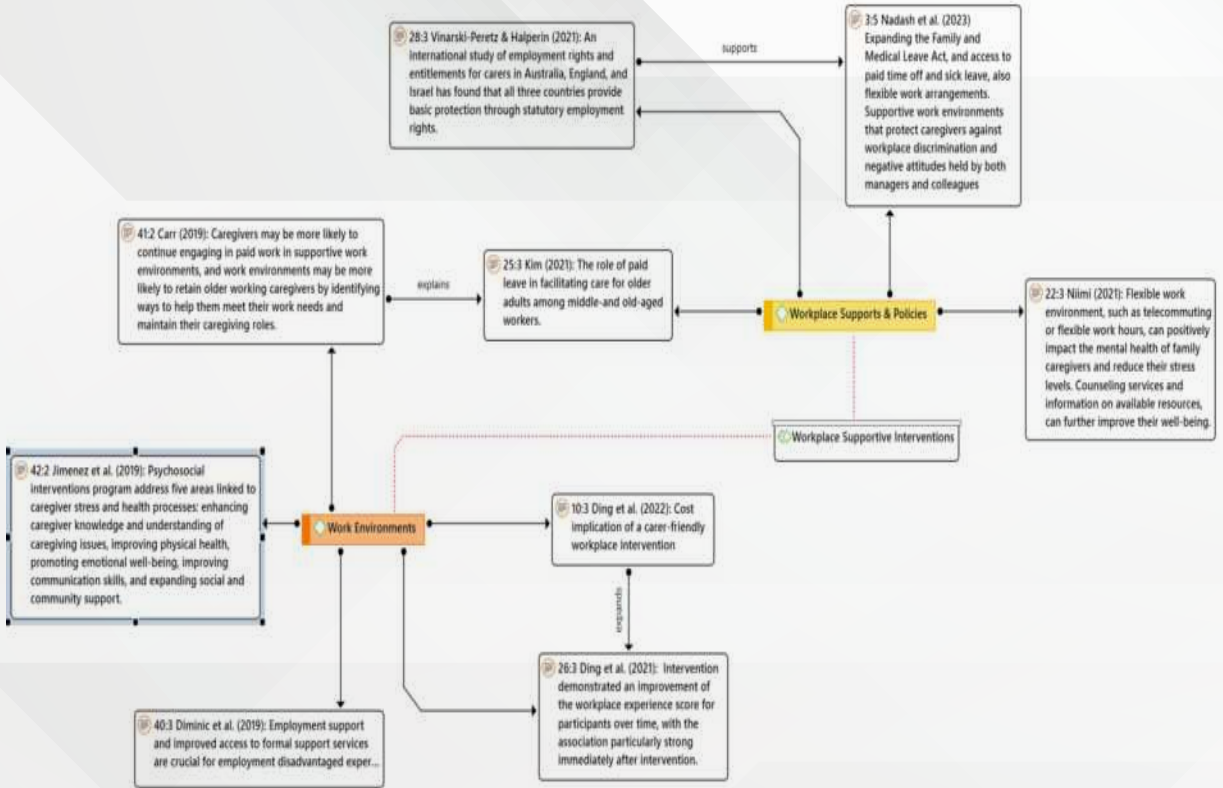 28:3 Vinarski-Peretz & Halperin (2021): An
international study of employment rights and
entitlements for carers in Australia, England, and
Israel has found that all three countries provide
basic protection through statutory employment
rights.
supports
3:5 Nadash et al. (2023)
Expanding the Family and
Medical Leave Act, and access to
paid time off and sick leave, also
flexible work arrangements.
Supportive work environments
that protect caregivers against
workplace discrimination and
negative attitudes held by both
managers and colleagues
41:2 Carr (2019): Caregivers may be more likely to
continue engaging in paid work in supportive work
environments, and work environments may be more
likely to retain older working caregivers by identifying
ways to help them meet their work needs and
maintain their caregiving roles.
explains
25:3 Kim (2021): The role of paid
leave in facilitating care for older
adults among middle-and old-aged
workers.
Workplace Supports & Policies
22:3 Niimi (2021): Flexible work
environment, such as telecommuting
or flexible work hours, can positively
impact the mental health of family
caregivers and reduce their stress
levels. Counseling services and
information on available resources,
can further improve their well-being.
Workplace Supportive Interventions
42:2 Jimenez et al. (2019): Psychosocial
interventions program address five areas linked to
caregiver stress and health processes: enhancing
caregiver knowledge and understanding of
caregiving issues, improving physical health,
promoting emotional well-being, improving
communication skills, and expanding social and
community support.
Work Environments
10:3 Ding et al. (2022): Cost
implication of a carer-friendly
workplace intervention
expands
26:3 Ding et al. (2021): Intervention
demonstrated an improvement of
the workplace experience score for
participants over time, with the
association particularly strong
immediately after intervention.
40:3 Diminic et al. (2019): Employment support
and improved access to formal support services
are crucial for employment disadvantaged exper...